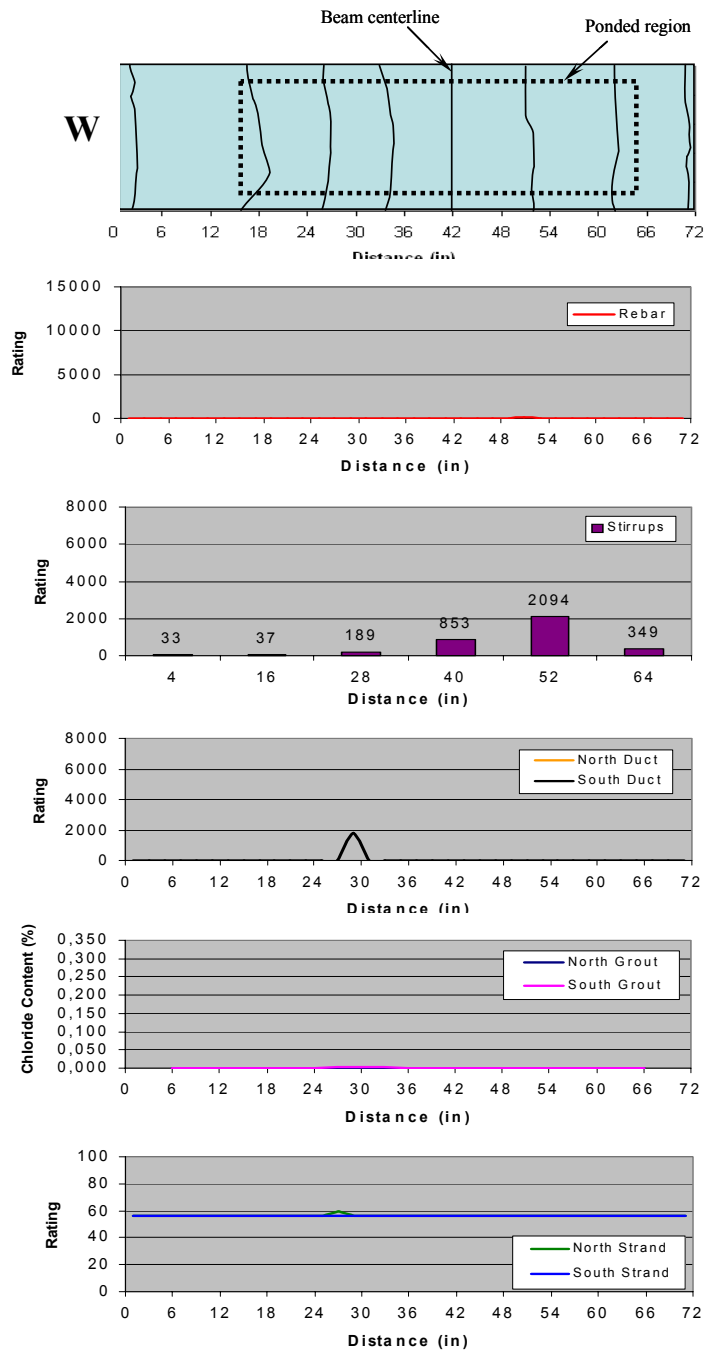 Beam centerline
Ponded region
W
0 6 12 18 24 30 36 42 48 54 60 66 72
Distance (in)
15000
10000
5000
0
Rating
Rebar
0 6 12 18 24 30 36 42 48 54 60 66 72
Distance (in)
8000
6000
4000
2000
0
Rating
Stirrups
33 37 189 853 2094 349
4 16 28 40 52 64
Distance (in)
8000
6000
4000
2000
0
Rating
North Duct
South Duct
0 6 12 18 24 30 36 42 48 54 60 66 72
Distance (in)
0,350
0,300
0,250
0,200
0,150
0,100
0,050
0,000
Chloride Content (%)
North Grout
South Grout
0 6 12 18 24 30 36 42 48 54 60 66 72
Distance (in)
100
80
60
40
20
0
Rating
North Strand
South Strand
0 6 12 18 24 30 36 42 48 54 60 66 72
Distance (in)